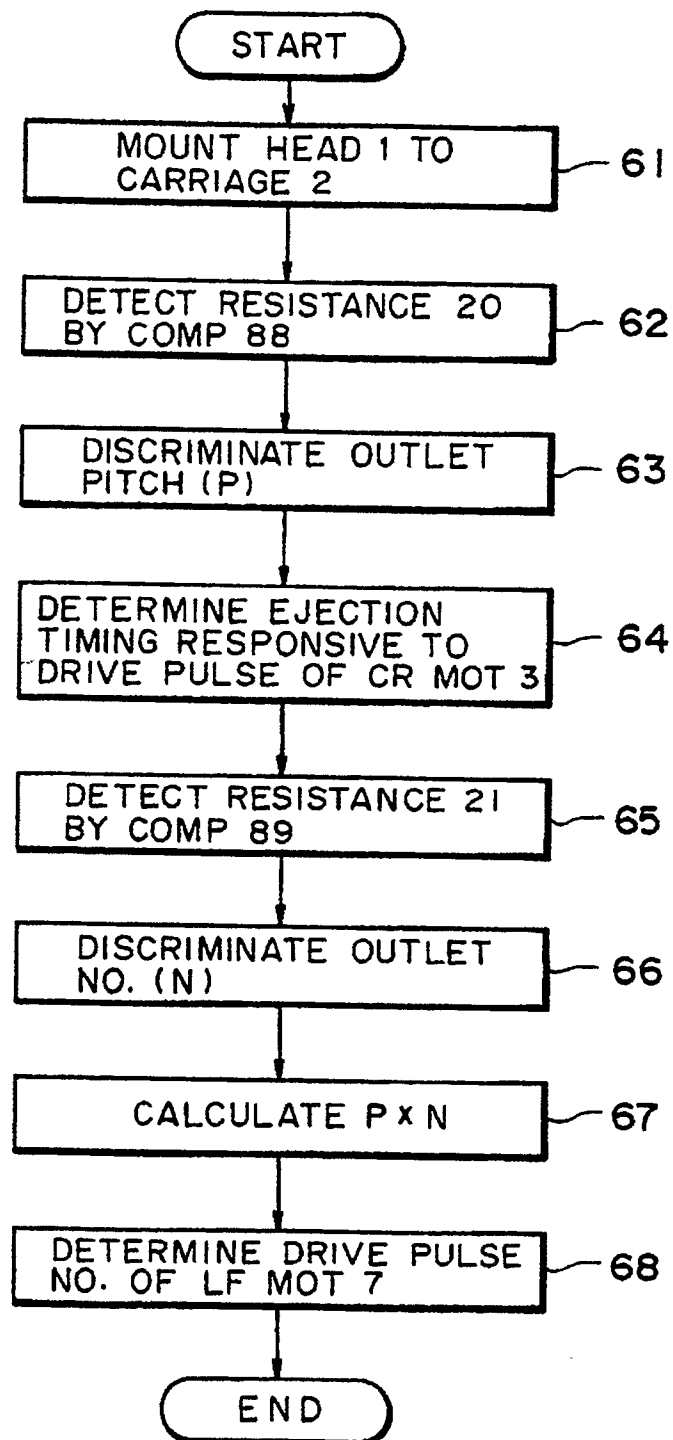 START
MOUNT HEAD 1 TO
CARRIAGE 2
61
DETECT RESISTANCE 20
BY COMP 88
62
DISCRIMINATE OUTLET
PITCH (P)
63
DETERMINE EJECTION
TIMING RESPONSIVE TO
DRIVE PULSE OF CR MOT 3
64
DETECT RESISTANCE 21
BY COMP 89
65
DISCRIMINATE OUTLET
NO. (N)
66
CALCULATE P x N
67
DETERMINE DRIVE PULSE
NO. OF LF MOT 7
68
END